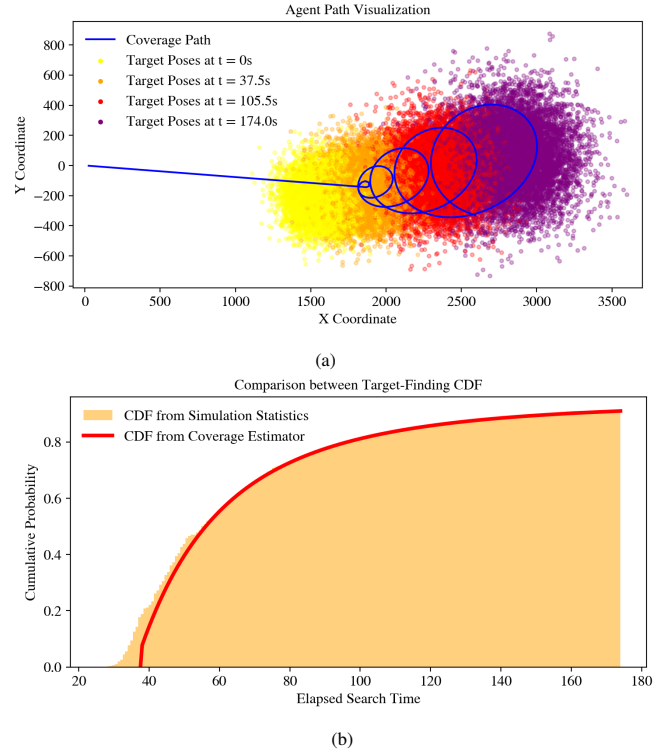 Agent Path Visualization
Y Coordinate
800
600
400
200
0
−200
−400
−600
−800
Coverage Path
Target Poses at t = 0s
Target Poses at t = 37.5s
Target Poses at t = 105.5s
Target Poses at t = 174.0s
0 500 1000 1500 2000 2500 3000 3500
X Coordinate
(a)
Comparison between Target-Finding CDF
Cumulative Probability
0.8
0.6
0.4
0.2
0.0
CDF from Simulation Statistics
CDF from Coverage Estimator
20 40 60 80 100 120 140 160 180
Elapsed Search Time
(b)